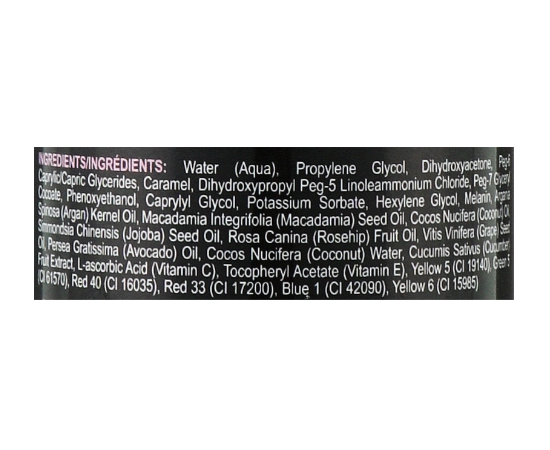 INGREDIENTS/INGRÉDIENTS: Water (Aqua), Propylene Glycol, Dihydroxyacetone, Peg-6
Caprylic/Capric Glycerides, Caramel, Dihydroxypropyl Peg-5 Linoleammonium Chloride, Peg-7 Glyceryl
Cocoate, Phenoxyethanol, Caprylyl Glycol, Potassium Sorbate, Hexylene Glycol, Melanin, Argania
Spinosa (Argan) Kernel Oil, Macadamia Integrifolia (Macadamia) Seed Oil, Cocos Nucifera (Coconut) Oil,
Simmondsia Chinensis (Jojoba) Seed Oil, Rosa Canina (Rosehip) Fruit Oil, Vitis Vinifera (Grape) Seed
Oil, Persea Gratissima (Avocado) Oil, Cocos Nucifera (Coconut) Water, Cucumis Sativus (Cucumber)
Fruit Extract, L-ascorbic Acid (Vitamin C), Tocopheryl Acetate (Vitamin E), Yellow 5 (CI 19140), Green 5
(CI 61570), Red 40 (CI 16035), Red 33 (CI 17200), Blue 1 (CI 42090), Yellow 6 (CI 15985)